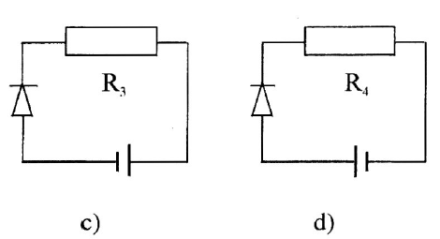 R₃ R₄
c) d)